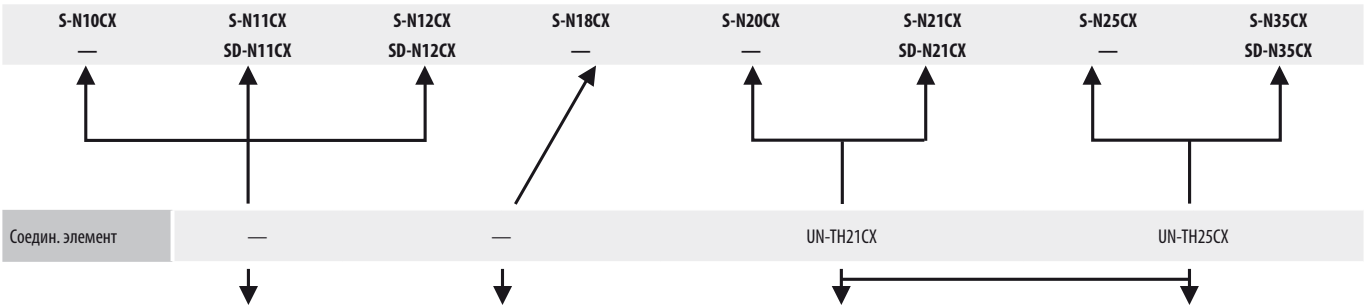 S-N10CX S-N11CX S-N12CX S-N18CX S-N20CX S-N21CX S-N25CX S-N35CX
— SD-N11CX SD-N12CX — — SD-N21CX — SD-N35CX
Соедин. элемент — — UN-TH21CX UN-TH25CX